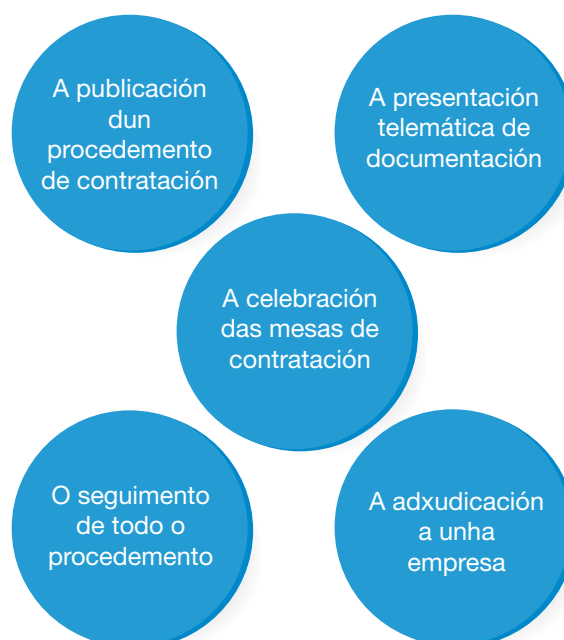 A publicación
dun
procedemento
de contratación
A presentación
telemática de
documentación
A celebración
das mesas de
contratación
O seguimento
de todo o
procedemento
A adxudicación
a unha
empresa